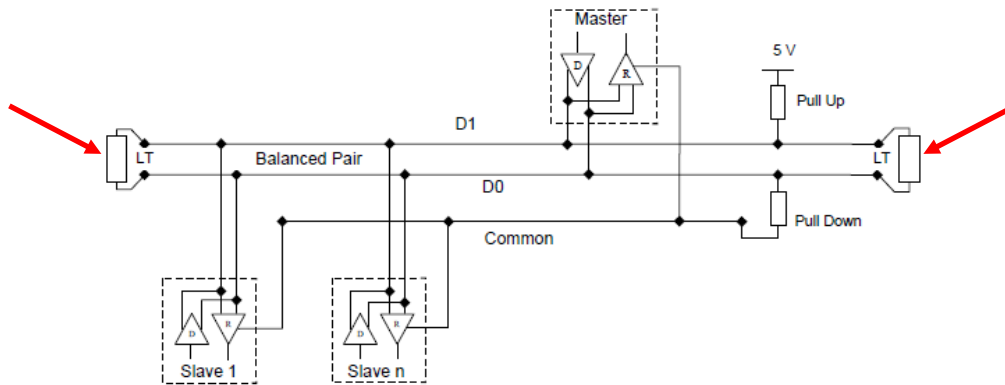 Master
5 V
D
R
Pull Up
D1
LT
Balanced Pair
LT
D0
Pull Down
Common
D
R
D
R
Slave 1
Slave n